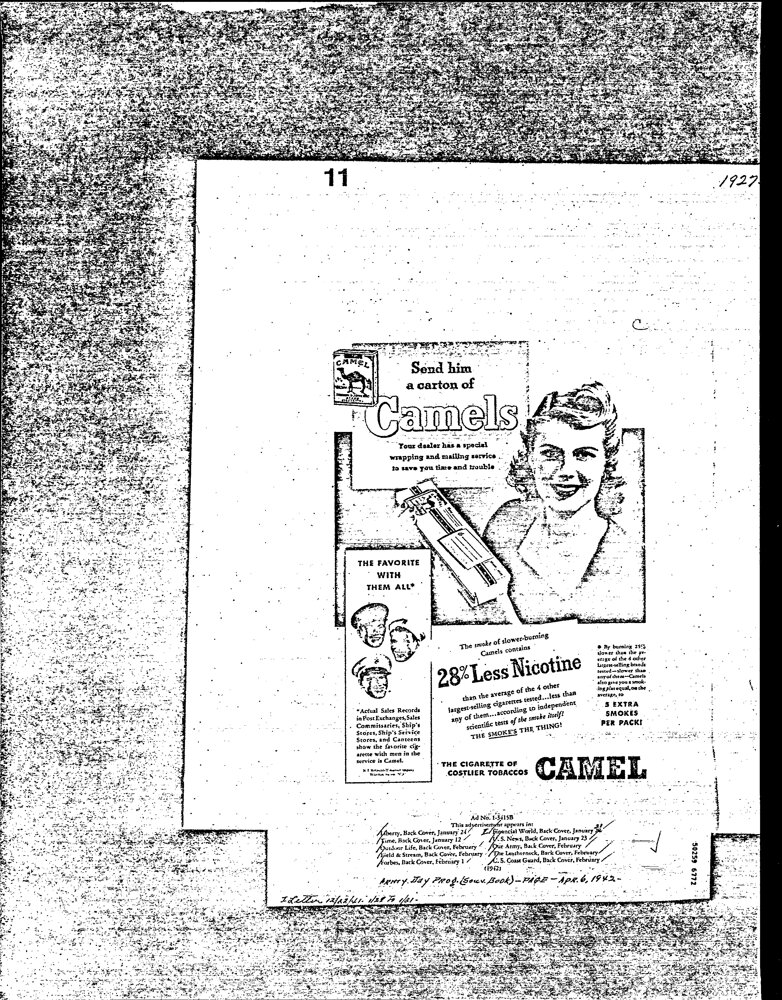 11
1927
C
CAMEL
Send him
a carton of
Camels
Your dealer has a special
wrapping and mailing service
to save you time and trouble
THE FAVORITE
WITH
THEM ALL*
*Actual Sales Records
in Post Exchanges, Sales
Commissaries, Ship's
Stores, Ship's Service
Stores, and Canteens
show the favorite cig-
arette with men in the
service is Camel.
The smoke of slower-burning
Camels contains
28% Less Nicotine
than the average of the 4 other
largest-selling cigarettes tested...less than
any of them...according to independent
scientific tests of the smoke itself!
THE SMOKE'S THE THING!
● By burning 25%
slower than the av-
erage of the 4 other
largest-selling brands
tested—slower than
any of them—Camels
also give you a smok-
ing plus equal, on the
average, to
5 EXTRA
SMOKES
PER PACK!
THE CIGARETTE OF
COSTLIER TOBACCOS
CAMEL
Ad No. 1-3415B
This advertisement appears in:
Liberty, Back Cover, January 24
Time, Back Cover, January 12
Outdoor Life, Back Cover, February
Field & Stream, Back Cover, February
Forbes, Back Cover, February 1
Financial World, Back Cover, January
U. S. News, Back Cover, January 23
Our Army, Back Cover, February
The Leatherneck, Back Cover, February
U. S. Coast Guard, Back Cover, February
(1942)
ARMY Day Prog. (Souv. Book) - PAGE - APR. 6, 1942-
50259 6772